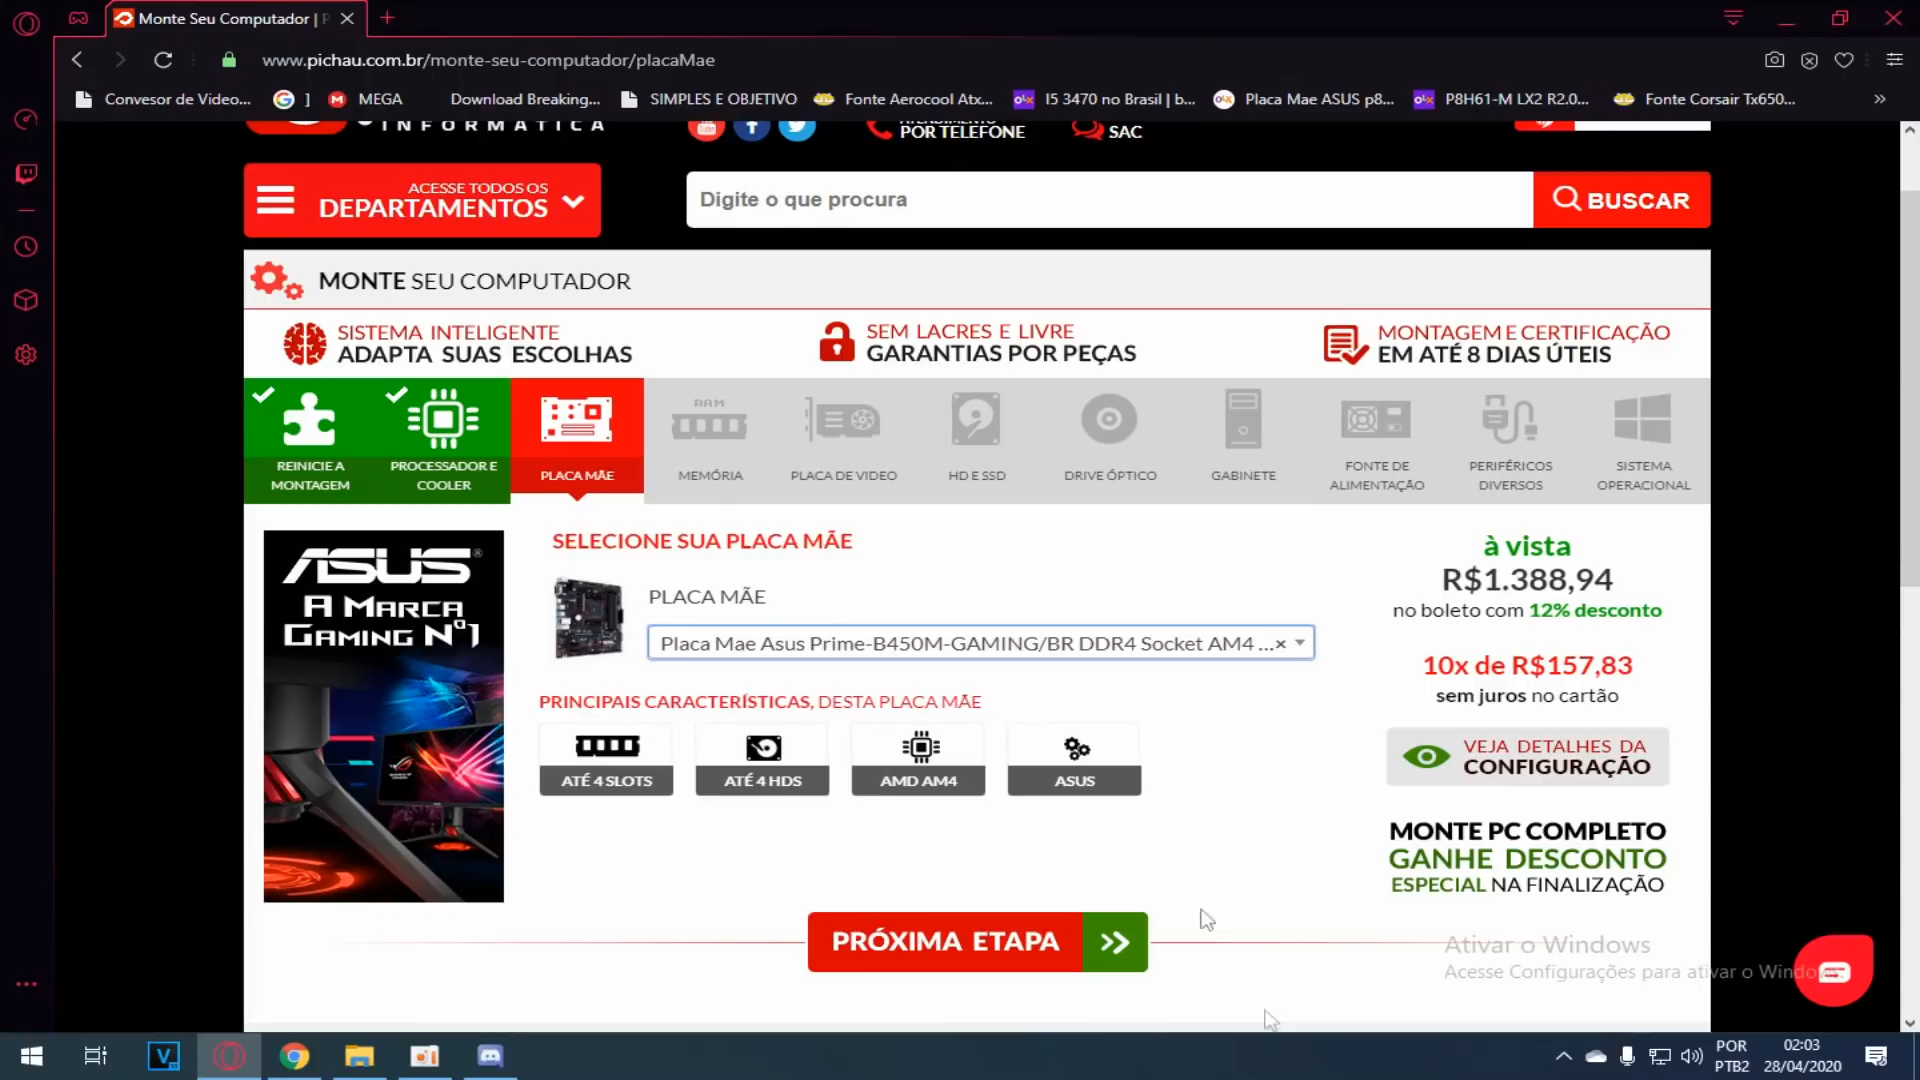 Monte Seu Computador | P
www.pichau.com.br/monte-seu-computador/placaMae
Convesor de Video...
]
MEGA
Download Breaking...
SIMPLES E OBJETIVO
Fonte Aerocool Atx...
I5 3470 no Brasil | b...
Placa Mae ASUS p8...
P8H61-M LX2 R2.0...
Fonte Corsair Tx650...
»
INFORMÁTICA
ATENDIMENTO
POR TELEFONE
SAC
ACESSE TODOS OS
DEPARTAMENTOS
Digite o que procura
BUSCAR
MONTE SEU COMPUTADOR
SISTEMA INTELIGENTE
ADAPTA SUAS ESCOLHAS
SEM LACRES E LIVRE
GARANTIAS POR PEÇAS
MONTAGEM E CERTIFICAÇÃO
EM ATÉ 8 DIAS ÚTEIS
REINICIE A
MONTAGEM
PROCESSADOR E
COOLER
PLACA MÃE
RAM
MEMÓRIA
PLACA DE VIDEO
HD E SSD
DRIVE ÓPTICO
GABINETE
FONTE DE
ALIMENTAÇÃO
PERIFÉRICOS
DIVERSOS
SISTEMA
OPERACIONAL
ASUS
A MARCA
GAMING Nº1
SELECIONE SUA PLACA MÃE
PLACA MÃE
Placa Mae Asus Prime-B450M-GAMING/BR DDR4 Socket AM4 ...×
PRINCIPAIS CARACTERÍSTICAS, DESTA PLACA MÃE
ATÉ 4 SLOTS
ATÉ 4 HDS
AMD AM4
ASUS
à vista
R$1.388,94
no boleto com 12% desconto
10x de R$157,83
sem juros no cartão
VEJA DETALHES DA
CONFIGURAÇÃO
MONTE PC COMPLETO
GANHE DESCONTO
ESPECIAL NA FINALIZAÇÃO
PRÓXIMA ETAPA
Ativar o Windows
Acesse Configurações para ativar o Windows.
POR
PTB2
02:03
28/04/2020